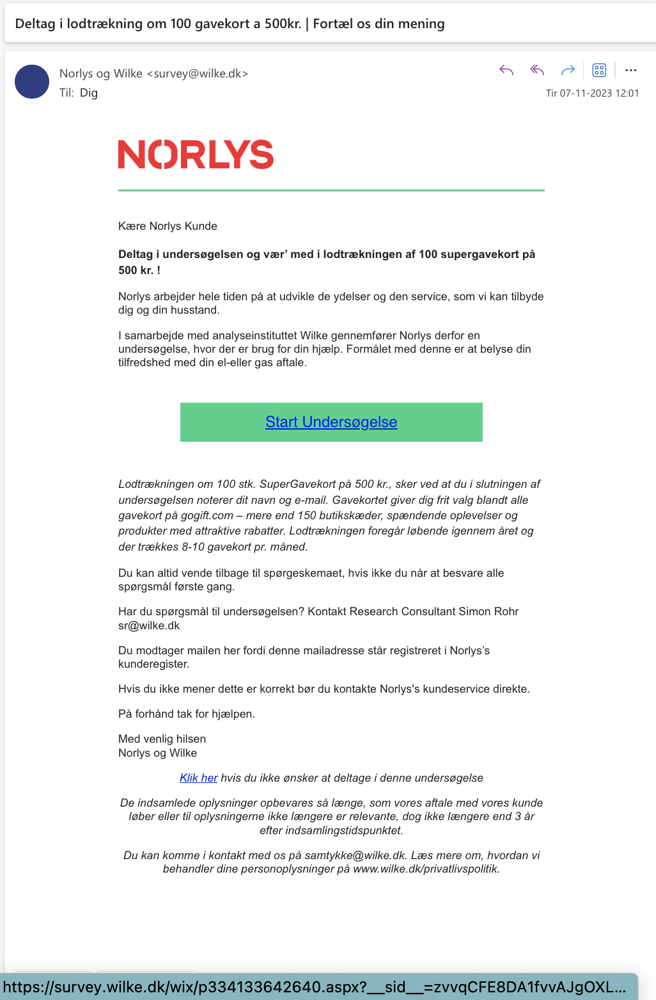 Deltag i lodtrækning om 100 gavekort a 500kr. | Fortæl os din mening
Norlys og Wilke <survey@wilke.dk>
Til: Dig
Tir 07-11-2023 12:01
NORLYS
Kære Norlys Kunde
Deltag i undersøgelsen og vær’ med i lodtrækningen af 100 supergavekort på
500 kr. !
Norlys arbejder hele tiden på at udvikle de ydelser og den service, som vi kan tilbyde
dig og din husstand.
I samarbejde med analyseinstituttet Wilke gennemfører Norlys derfor en
undersøgelse, hvor der er brug for din hjælp. Formålet med denne er at belyse din
tilfredshed med din el-eller gas aftale.
Start Undersøgelse
Lodtrækningen om 100 stk. SuperGavekort på 500 kr., sker ved at du i slutningen af
undersøgelsen noterer dit navn og e-mail. Gavekortet giver dig frit valg blandt alle
gavekort på gogift.com – mere end 150 butikskæder, spændende oplevelser og
produkter med attraktive rabatter. Lodtrækningen foregår løbende igennem året og
der trækkes 8-10 gavekort pr. måned.
Du kan altid vende tilbage til spørgeskemaet, hvis ikke du når at besvare alle
spørgsmål første gang.
Har du spørgsmål til undersøgelsen? Kontakt Research Consultant Simon Rohr
sr@wilke.dk
Du modtager mailen her fordi denne mailadresse står registreret i Norlys’s
kunderegister.
Hvis du ikke mener dette er korrekt bør du kontakte Norlys's kundeservice direkte.
På forhånd tak for hjælpen.
Med venlig hilsen
Norlys og Wilke
Klik her hvis du ikke ønsker at deltage i denne undersøgelse
De indsamlede oplysninger opbevares så længe, som vores aftale med vores kunde
løber eller til oplysningerne ikke længere er relevante, dog ikke længere end 3 år
efter indsamlingstidspunktet.
Du kan komme i kontakt med os på samtykke@wilke.dk. Læs mere om, hvordan vi
behandler dine personoplysninger på www.wilke.dk/privatlivspolitik.
https://survey.wilke.dk/wix/p334133642640.aspx?__sid__=zvvqCFE8DA1fvvAJgOXL...